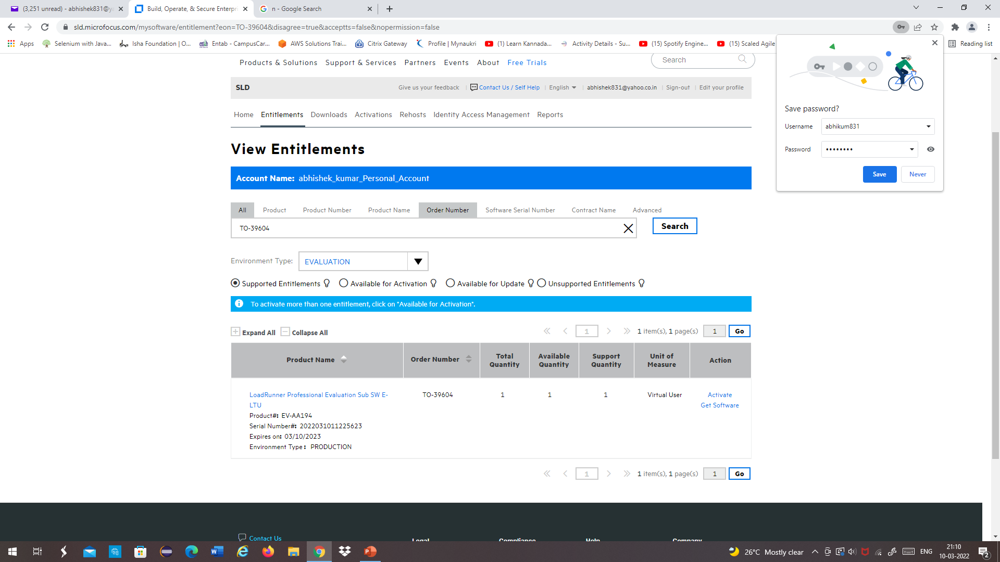 (3,251 unread) - abhishek831@ya
Build, Operate, & Secure Enterpri
n - Google Search
sld.microfocus.com/mysoftware/entitlement?eon=TO-39604&disagree=true&acceptts=false&nopermission=false
Apps
Selenium with Java...
Isha Foundation | O...
Entab - CampusCar...
AWS Solutions Trai...
Citrix Gateway
Profile | Mynaukri
(1) Learn Kannada...
Activity Details - Su...
(15) Spotify Engine...
(15) Scaled Agile
Reading list
Products & Solutions Support & Services Partners Events About Free Trials
Search
SLD
Give us your feedback
Contact Us / Self Help
English
abhishek831@yahoo.co.in
Sign-out
Edit your profile
Home Entitlements Downloads Activations Rehosts Identity Access Management Reports
Save password?
Username abhikum831
Password ••••••••
Save Never
View Entitlements
Account Name: abhishek_kumar_Personal_Account
All Product Product Number Product Name Order Number Software Serial Number Contract Name Advanced
TO-39604
Search
Environment Type: EVALUATION
Supported Entitlements Available for Activation Available for Update Unsupported Entitlements
To activate more than one entitlement, click on "Available for Activation".
Expand All Collapse All
1
1 item(s), 1 page(s) 1 Go
Product Name
Order Number
Total Quantity
Available Quantity
Support Quantity
Unit of Measure
Action
LoadRunner Professional Evaluation Sub SW E-
LTU
TO-39604 1 1 1 Virtual User
Activate
Get Software
Product#: EV-AA194
Serial Number#: 2022031011225623
Expires on: 03/10/2023
Environment Type: PRODUCTION
1
1 item(s), 1 page(s) 1 Go
Contact Us
Legal
Compliance
Help
Company
26°C Mostly clear
ENG
21:10
10-03-2022
2